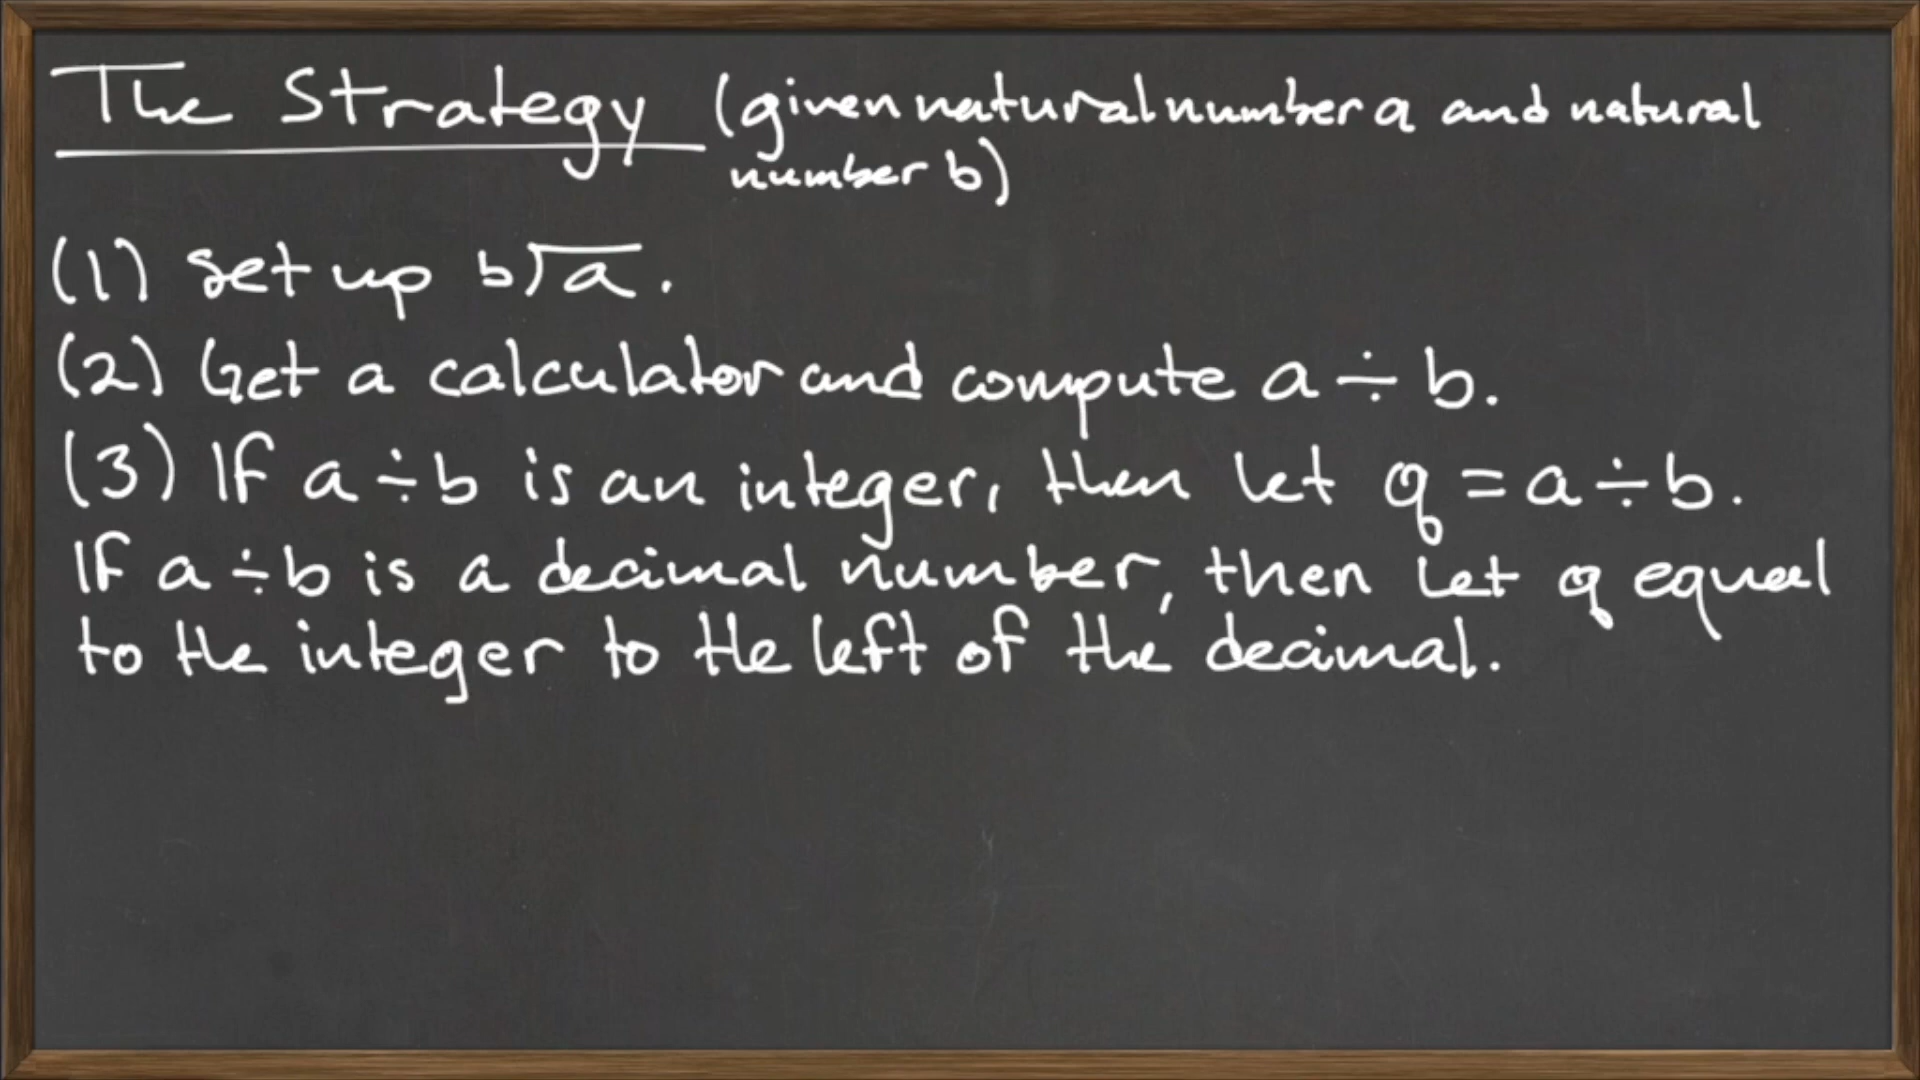 The Strategy (given natural number a and natural
number b)
(1) Set up b)a.
(2) Get a calculator and compute a ÷ b.
(3) If a ÷ b is an integer, then let q = a ÷ b.
If a ÷ b is a decimal number, then let q equal
to the integer to the left of the decimal.